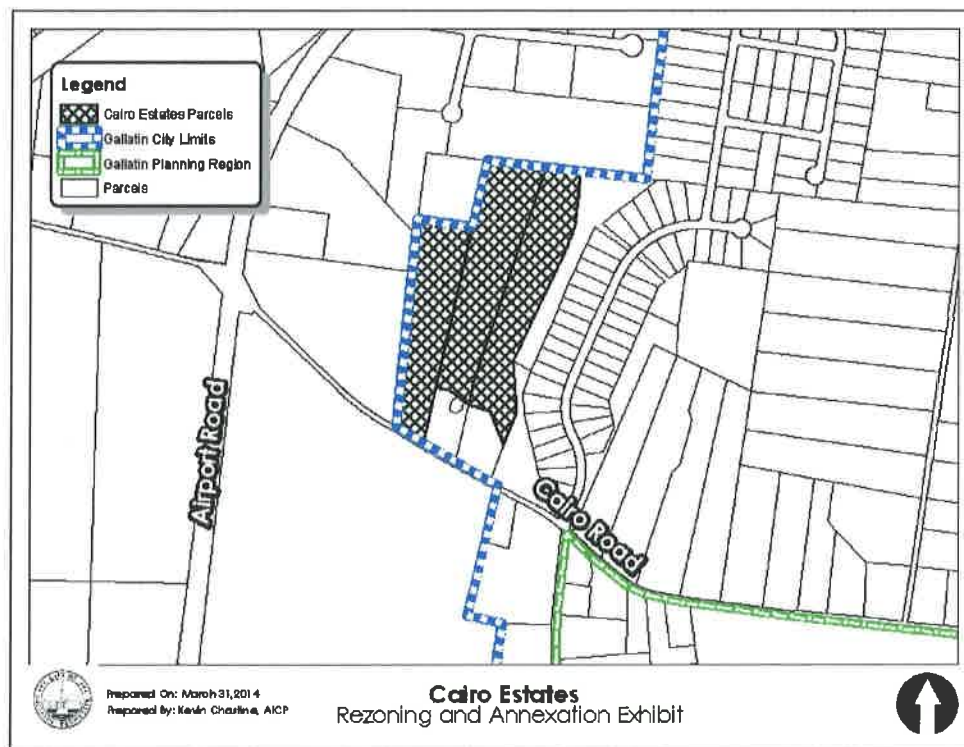 Legend
Cairo Estates Parcels
Gallatin City Limits
Gallatin Planning Region
Parcels
Airport Road
Cairo Road
Prepared On: March 31, 2014
Prepared By: Kevin Chastine, AICP
Cairo Estates
Rezoning and Annexation Exhibit